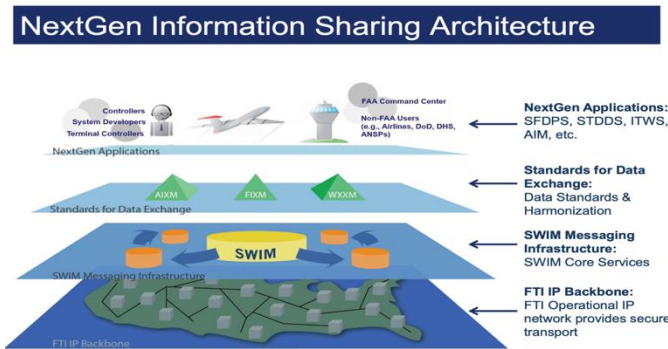 NextGen Information Sharing Architecture
Controllers
System Developers
Terminal Controllers
FAA Command Center
Non-FAA Users
(e.g., Airlines, DoD, DHS,
ANSPs)
NextGen Applications
NextGen Applications:
SFDPS, STDDS, ITWS,
AIM, etc.
AIXM
FIXM
WXXM
Standards for Data Exchange
Standards for Data
Exchange:
Data Standards &
Harmonization
SWIM
SWIM Messaging Infrastructure
SWIM Messaging
Infrastructure:
SWIM Core Services
FTI IP Backbone
FTI IP Backbone:
FTI Operational IP
network provides secure
transport